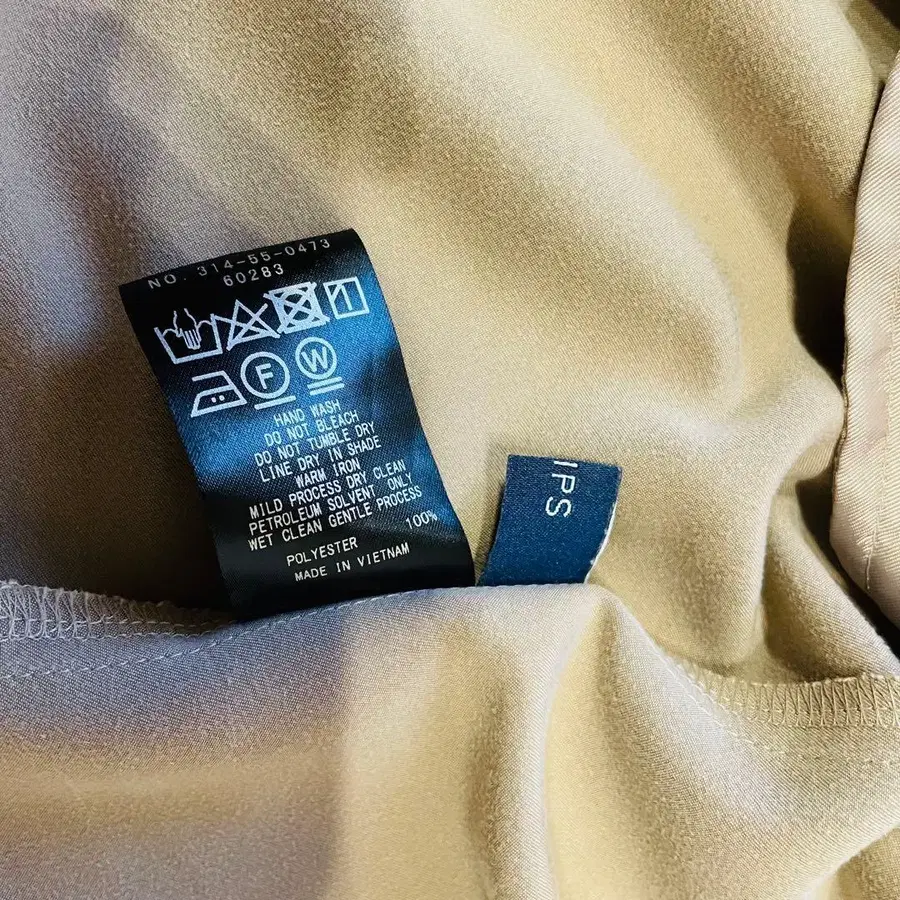 NO. 314-55-0473
60283
F W
HAND WASH
DO NOT BLEACH
DO NOT TUMBLE DRY
LINE DRY IN SHADE
WARM IRON
MILD PROCESS DRY CLEAN
PETROLEUM SOLVENT ONLY
WET CLEAN GENTLE PROCESS
100%
POLYESTER
MADE IN VIETNAM
IPS